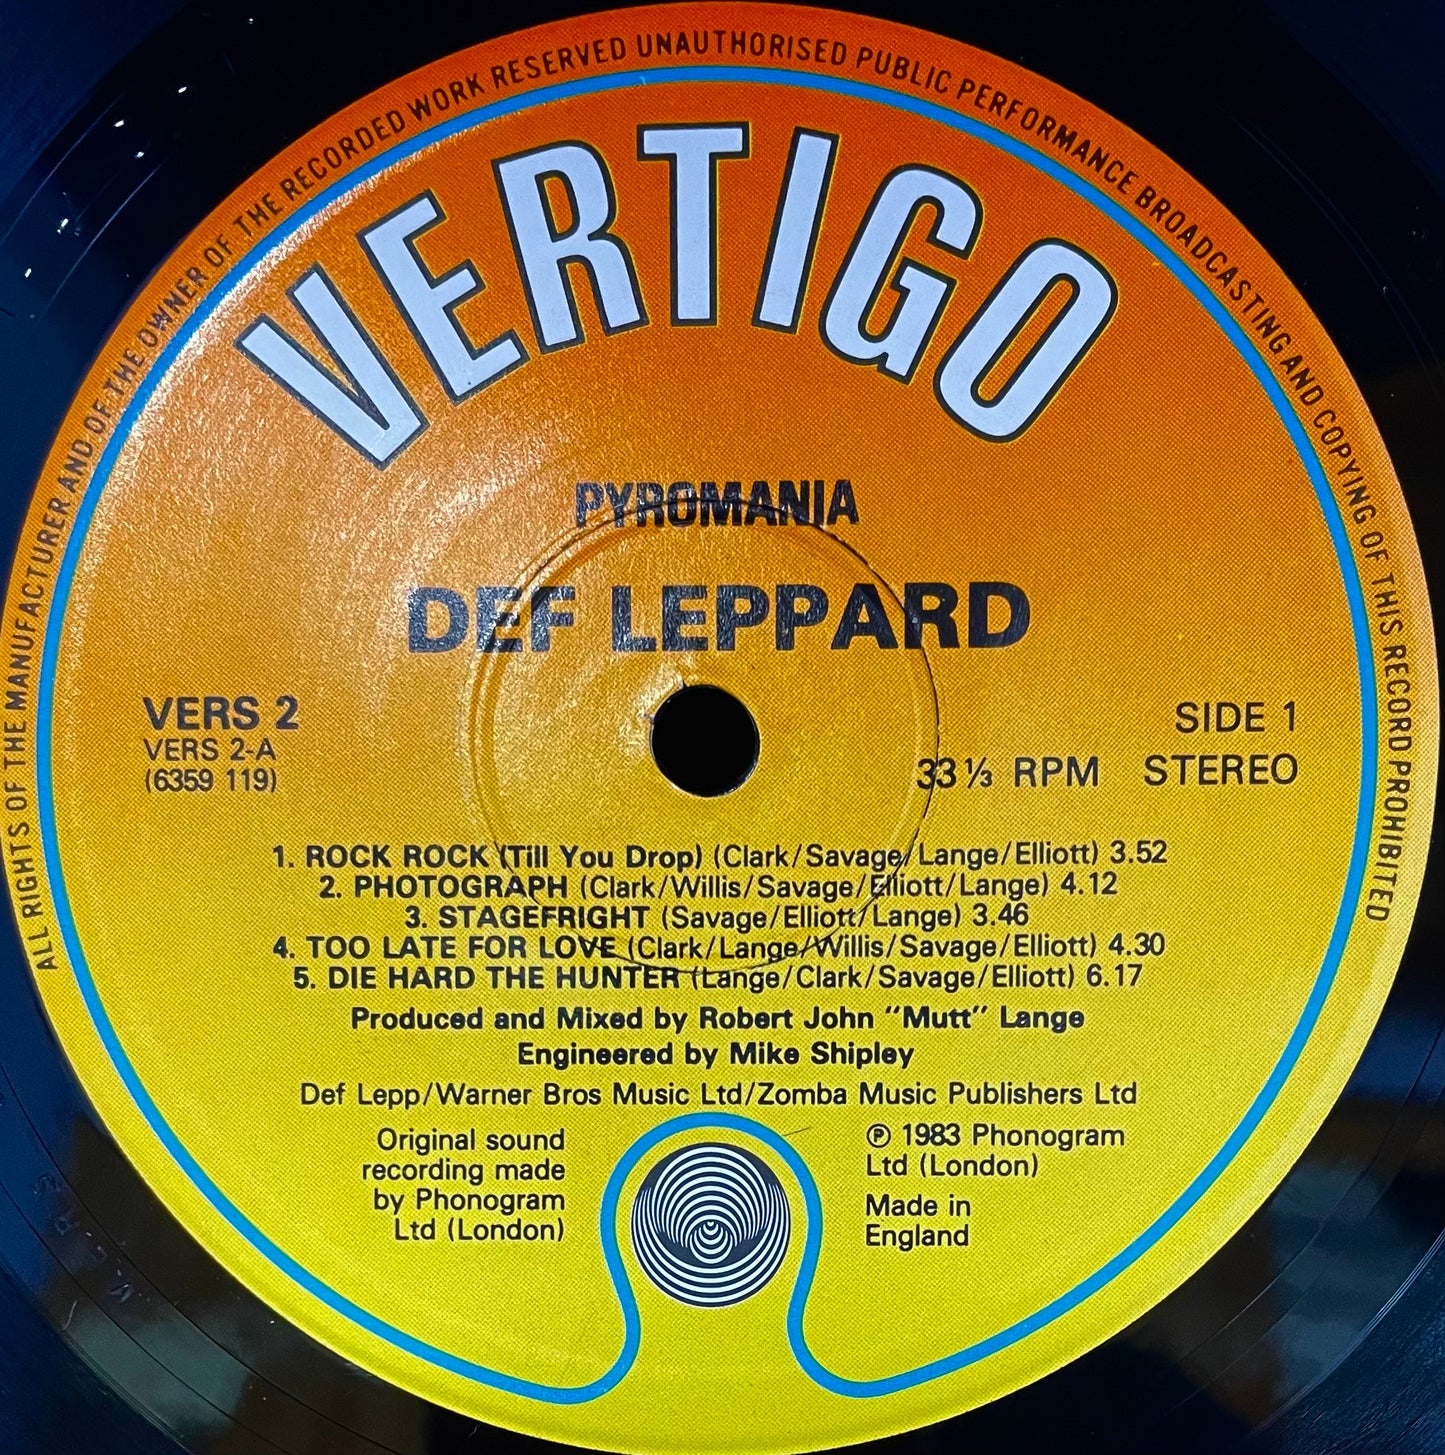 ALL RIGHTS OF THE MANUFACTURER AND OF THE OWNER OF THE RECORDED WORK RESERVED UNAUTHORISED PUBLIC PERFORMANCE BROADCASTING AND COPYING OF THIS RECORD PROHIBITED
VERTIGO
PYROMANIA
DEF LEPPARD
VERS 2
VERS 2-A
(6359 119)
SIDE 1
33⅓ RPM STEREO
1. ROCK ROCK (Till You Drop) (Clark/Savage/Lange/Elliott) 3.52
2. PHOTOGRAPH (Clark/Willis/Savage/Elliott/Lange) 4.12
3. STAGEFRIGHT (Savage/Elliott/Lange) 3.46
4. TOO LATE FOR LOVE (Clark/Lange/Willis/Savage/Elliott) 4.30
5. DIE HARD THE HUNTER (Lange/Clark/Savage/Elliott) 6.17
Produced and Mixed by Robert John "Mutt" Lange
Engineered by Mike Shipley
Def Lepp/Warner Bros Music Ltd/Zomba Music Publishers Ltd
Original sound
recording made
by Phonogram
Ltd (London)
℗ 1983 Phonogram
Ltd (London)
Made in
England